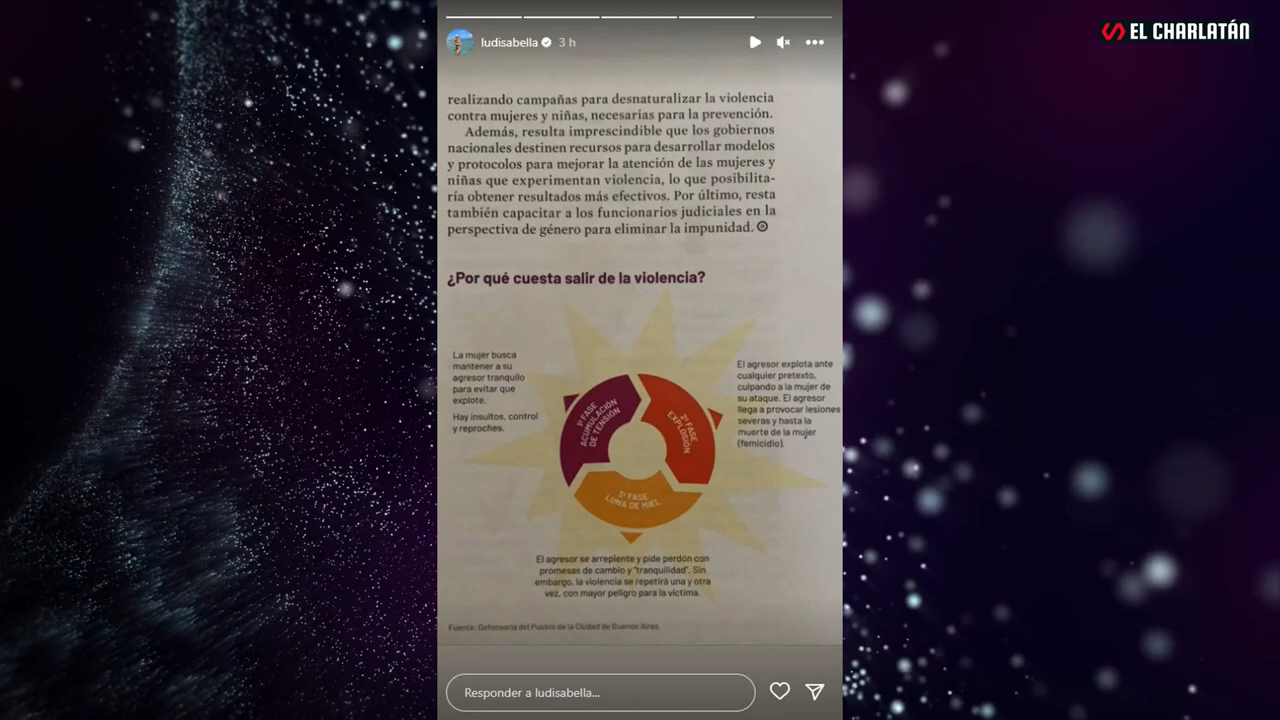 EL CHARLATÁN
ludisabella 3 h
realizando campañas para desnaturalizar la violencia
contra mujeres y niñas, necesarias para la prevención.
Además, resulta imprescindible que los gobiernos
nacionales destinen recursos para desarrollar modelos
y protocolos para mejorar la atención de las mujeres y
niñas que experimentan violencia, lo que posibilita-
ría obtener resultados más efectivos. Por último, resta
también capacitar a los funcionarios judiciales en la
perspectiva de género para eliminar la impunidad.
¿Por qué cuesta salir de la violencia?
La mujer busca
mantener a su
agresor tranquilo
para evitar que
explote.
Hay insultos, control
y reproches.
1ª FASE
ACUMULACIÓN
DE TENSIÓN
2ª FASE
EXPLOSIÓN
El agresor explota ante
cualquier pretexto,
culpando a la mujer de
su ataque. El agresor
llega a provocar lesiones
severas y hasta la
muerte de la mujer
(femicidio).
3ª FASE
LUNA DE MIEL
El agresor se arrepiente y pide perdón con
promesas de cambio y "tranquilidad". Sin
embargo, la violencia se repetirá una y otra
vez, con mayor peligro para la víctima.
Fuente: Defensoría del Pueblo de la Ciudad de Buenos Aires.
Responder a ludisabella...